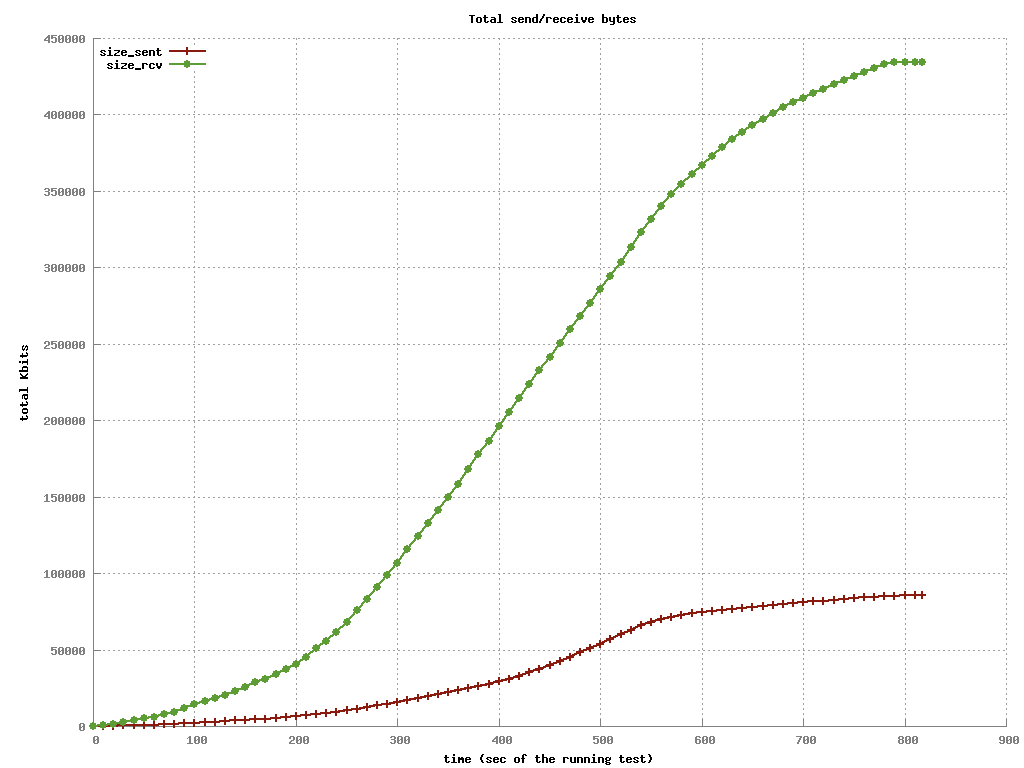 Total send/receive bytes
450000
size_sent
size_rcv
400000
350000
300000
250000
total Kbits
200000
150000
100000
50000
0
0 100 200 300 400 500 600 700 800 900
time (sec of the running test)